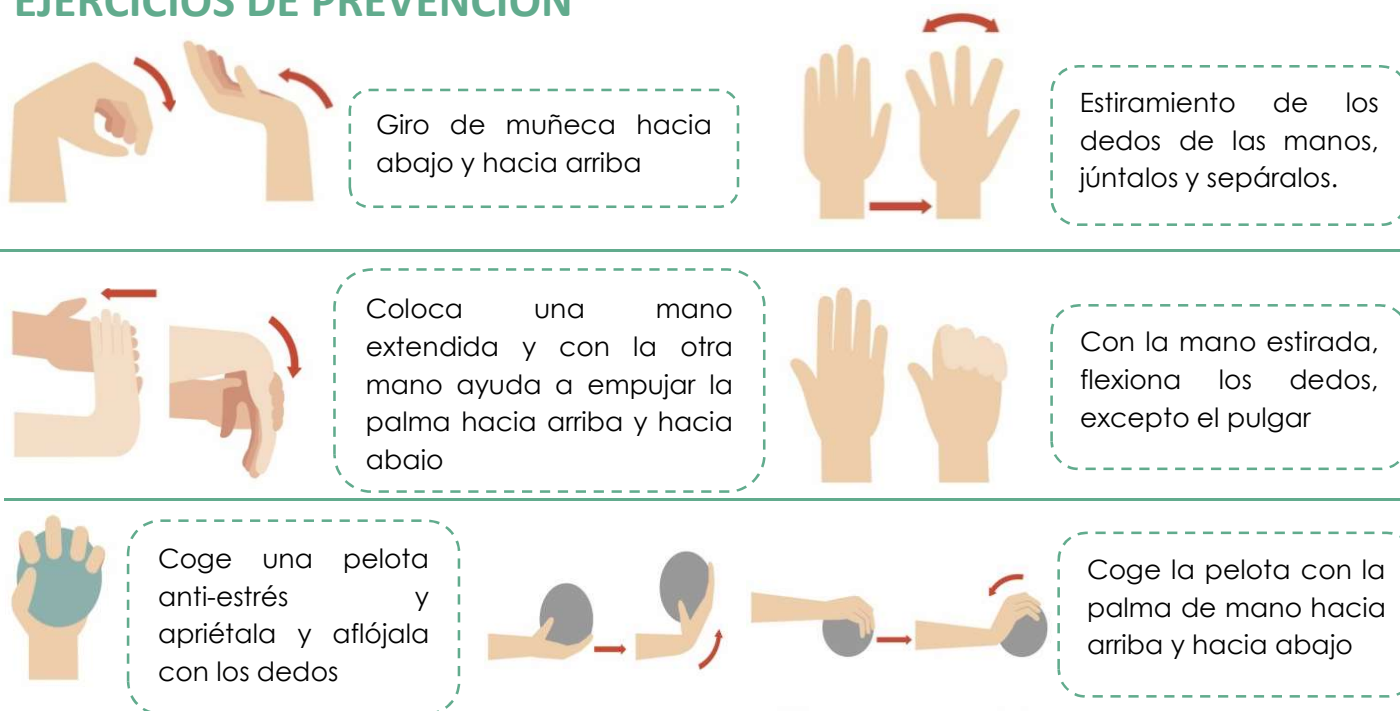 EJERCICIOS DE PREVENCIÓN
Giro de muñeca hacia
abajo y hacia arriba
Estiramiento de los
dedos de las manos,
júntalos y sepáralos.
Coloca una mano
extendida y con la otra
mano ayuda a empujar la
palma hacia arriba y hacia
abaio
Con la mano estirada,
flexiona los dedos,
excepto el pulgar
Coge una pelota
anti-estrés y
apriétala y aflójala
con los dedos
Coge la pelota con la
palma de mano hacia
arriba y hacia abajo